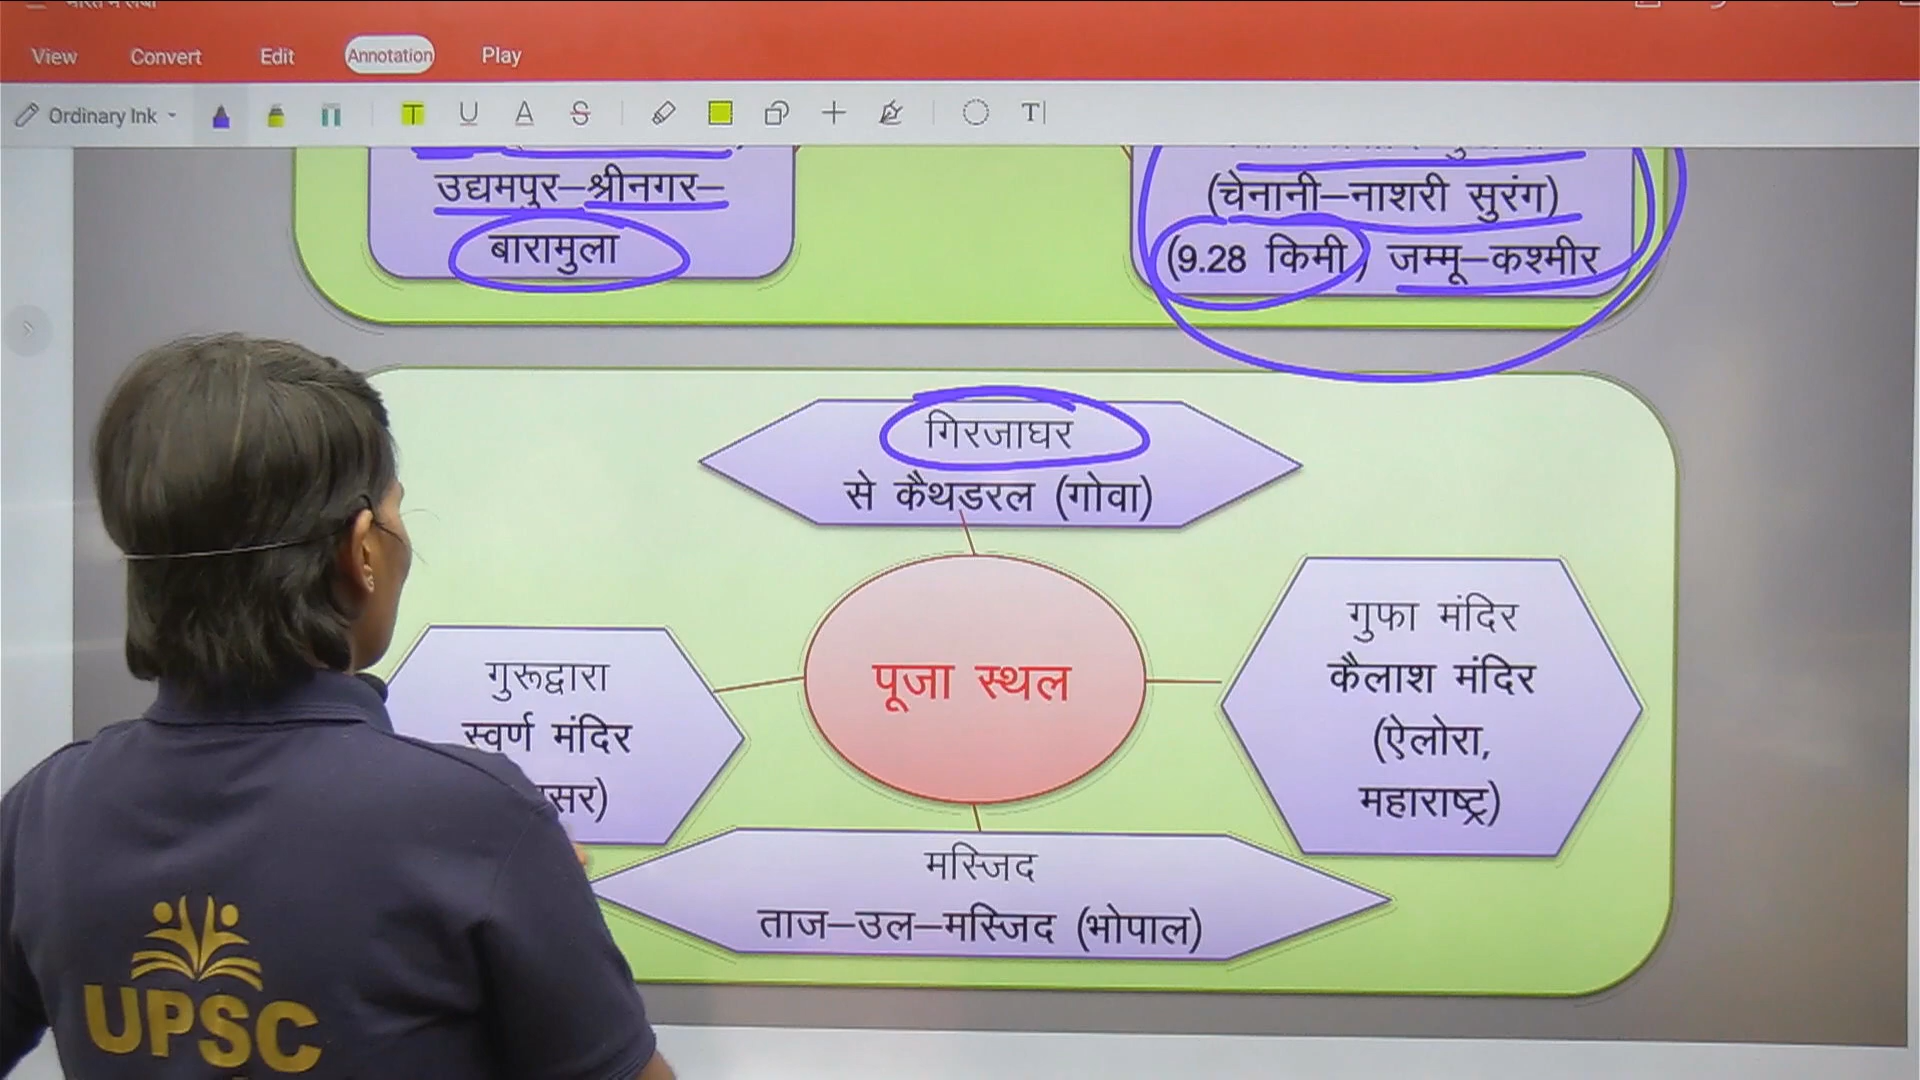 भारत में लंबी
View Convert Edit Annotation Play
Ordinary Ink
उद्यमपुर–श्रीनगर–
बारामुला
(चेनानी–नाशरी सुरंग)
(9.28 किमी) जम्मू–कश्मीर
गिरजाघर
से कैथडरल (गोवा)
पूजा स्थल
गुरूद्वारा
स्वर्ण मंदिर
सर)
गुफा मंदिर
कैलाश मंदिर
(ऐलोरा,
महाराष्ट्र)
मस्जिद
ताज–उल–मस्जिद (भोपाल)
UPSC